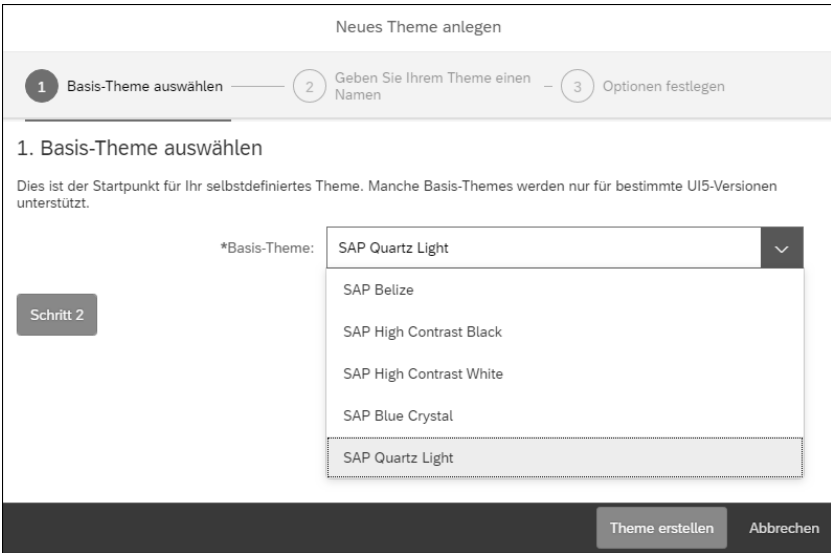 Neues Theme anlegen
1 Basis-Theme auswählen
2 Geben Sie Ihrem Theme einen
Namen
3 Optionen festlegen
1. Basis-Theme auswählen
Dies ist der Startpunkt für Ihr selbstdefiniertes Theme. Manche Basis-Themes werden nur für bestimmte UI5-Versionen
unterstützt.
*Basis-Theme: SAP Quartz Light
SAP Belize
Schritt 2
SAP High Contrast Black
SAP High Contrast White
SAP Blue Crystal
SAP Quartz Light
Theme erstellen Abbrechen